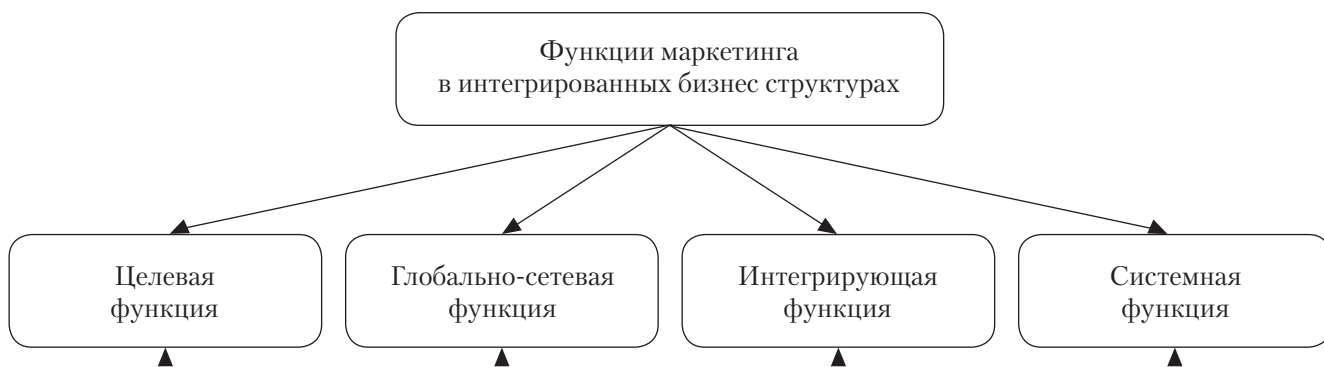 Функции маркетинга
в интегрированных бизнес структурах
Целевая
функция
Глобально-сетевая
функция
Интегрирующая
функция
Системная
функция